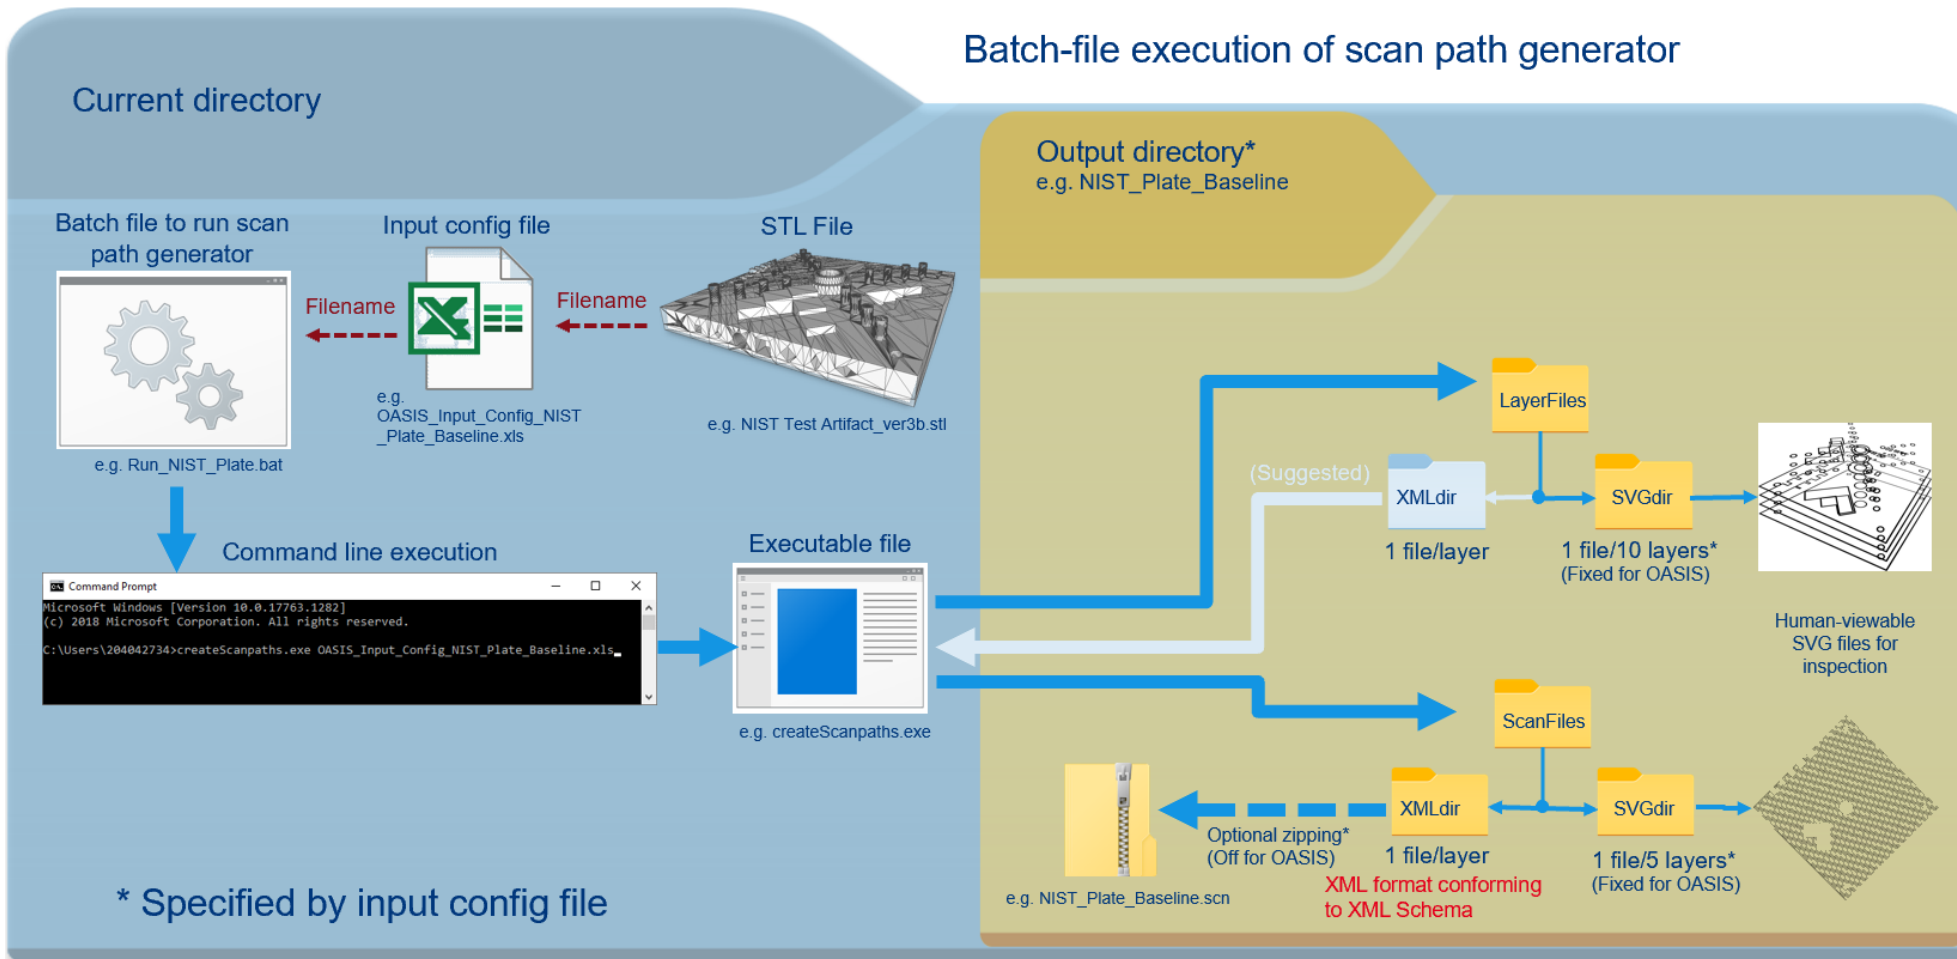 Batch-file execution of scan path generator
Current directory
Output directory*
e.g. NIST_Plate_Baseline
Batch file to run scan
path generator
Input config file
STL File
Filename
Filename
e.g.
OASIS_Input_Config_NIST
_Plate_Baseline.xls
e.g. NIST Test Artifact_ver3b.stl
e.g. Run_NIST_Plate.bat
LayerFiles
(Suggested)
XMLdir
SVGdir
1 file/layer
1 file/10 layers*
(Fixed for OASIS)
Human-viewable
SVG files for
inspection
Command line execution
Executable file
Command Prompt
Microsoft Windows [Version 10.0.17763.1282]
(c) 2018 Microsoft Corporation. All rights reserved.
C:\Users\204042734>createScanpaths.exe OASIS_Input_Config_NIST_Plate_Baseline.xls
e.g. createScanpaths.exe
ScanFiles
XMLdir
SVGdir
Optional zipping*
(Off for OASIS)
1 file/layer
1 file/5 layers*
(Fixed for OASIS)
XML format conforming
to XML Schema
e.g. NIST_Plate_Baseline.scn
* Specified by input config file